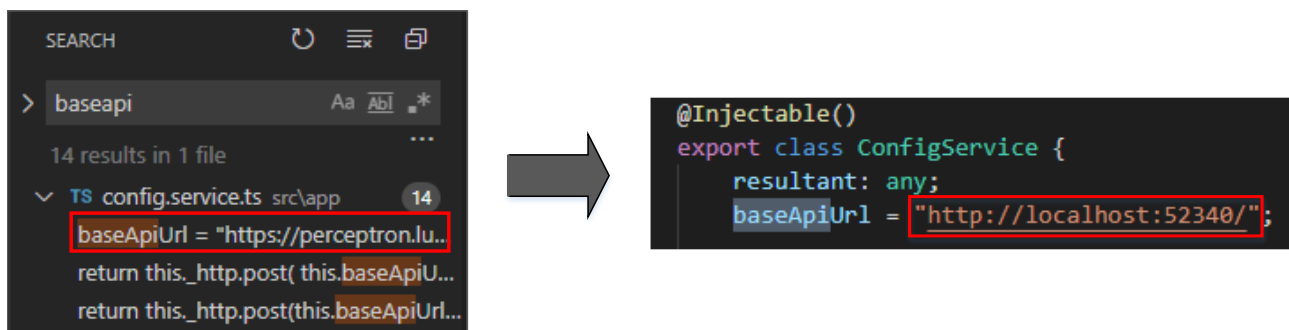 SEARCH
baseapi Aa Abl .*
...
14 results in 1 file
TS config.service.ts src\app 14
baseApiUrl = "https://perceptron.lu...
return this._http.post( this.baseApiU...
return this._http.post(this.baseApiUrl...
@Injectable()
export class ConfigService {
resultant: any;
baseApiUrl = "http://localhost:52340/";